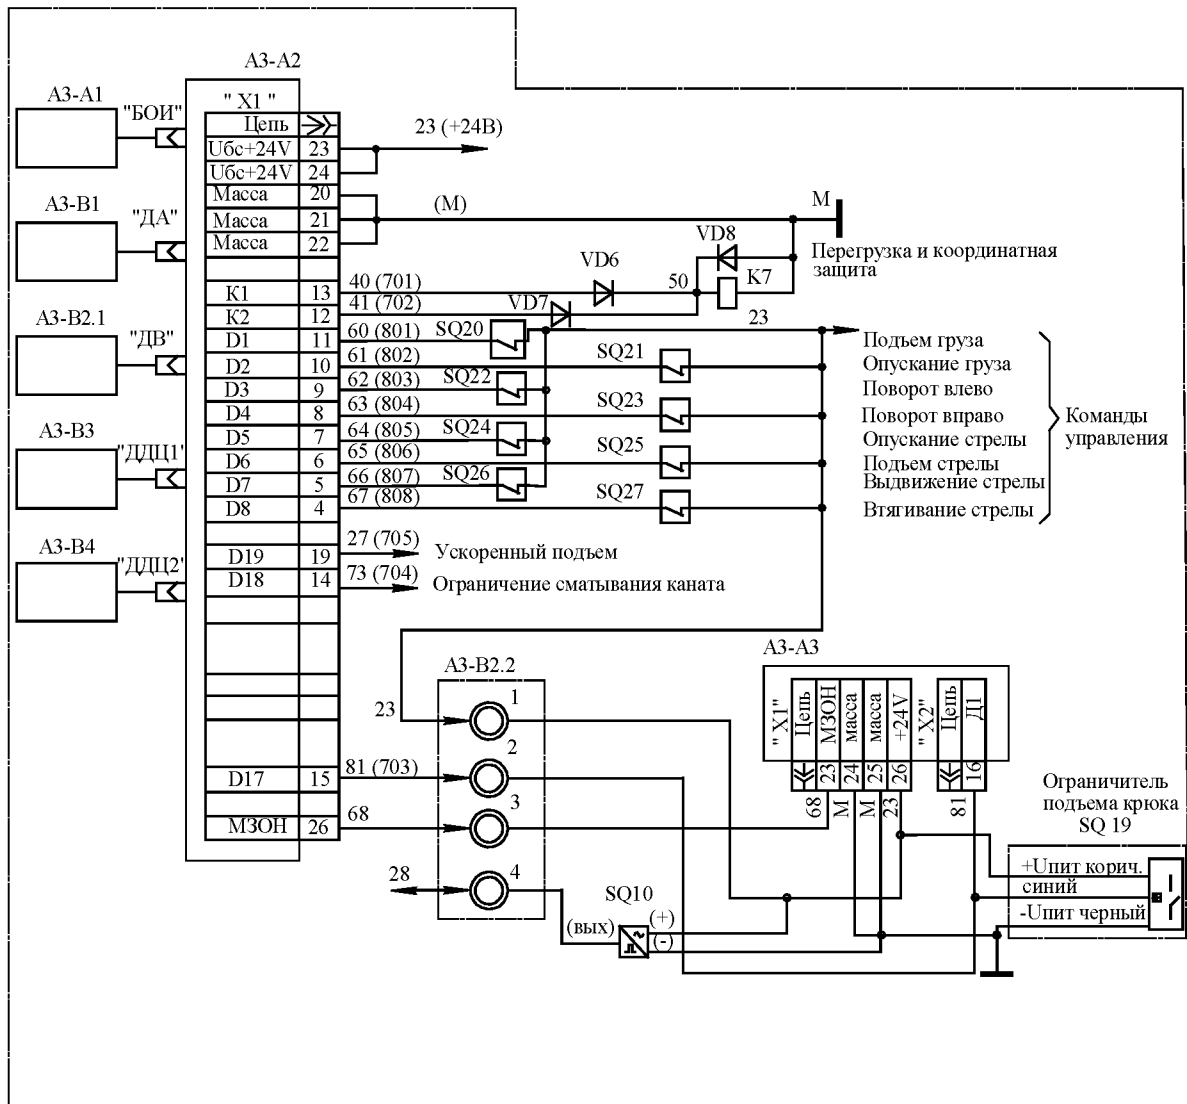 А3-А2
А3-А1
"БОИ"
А3-В1
"ДА"
А3-В2.1
"ДВ"
А3-В3
"ДДЦ1'
А3-В4
"ДДЦ2'
" Х1 "
Цепь
Uбс+24V 23
Uбс+24V 24
Масса 20
Масса 21
Масса 22
К1 13
К2 12
D1 11
D2 10
D3 9
D4 8
D5 7
D6 6
D7 5
D8 4
D19 19
D18 14
D17 15
МЗОН 26
23 (+24В)
(М)
М
VD8
Перегрузка и координатная
защита
VD6
50
К7
40 (701)
41 (702)
VD7
23
60 (801)
SQ20
61 (802)
SQ21
62 (803)
SQ22
63 (804)
SQ23
64 (805)
SQ24
65 (806)
SQ25
66 (807)
SQ26
67 (808)
SQ27
Подъем груза
Опускание груза
Поворот влево
Поворот вправо
Опускание стрелы
Подъем стрелы
Выдвижение стрелы
Втягивание стрелы
Команды
управления
27 (705)
Ускоренный подъем
73 (704)
Ограничение сматывания каната
А3-В2.2
23
1
81 (703)
2
68
3
28
4
SQ10
(вых)
(+)
(-)
А3-А3
" Х1"
Цепь
МЗОН
масса
масса
+24V
" Х2"
Цепь
Д1
23
24
25
26
16
68
М
М
23
81
Ограничитель
подъема крюка
SQ 19
+Uпит корич.
синий
-Uпит черный